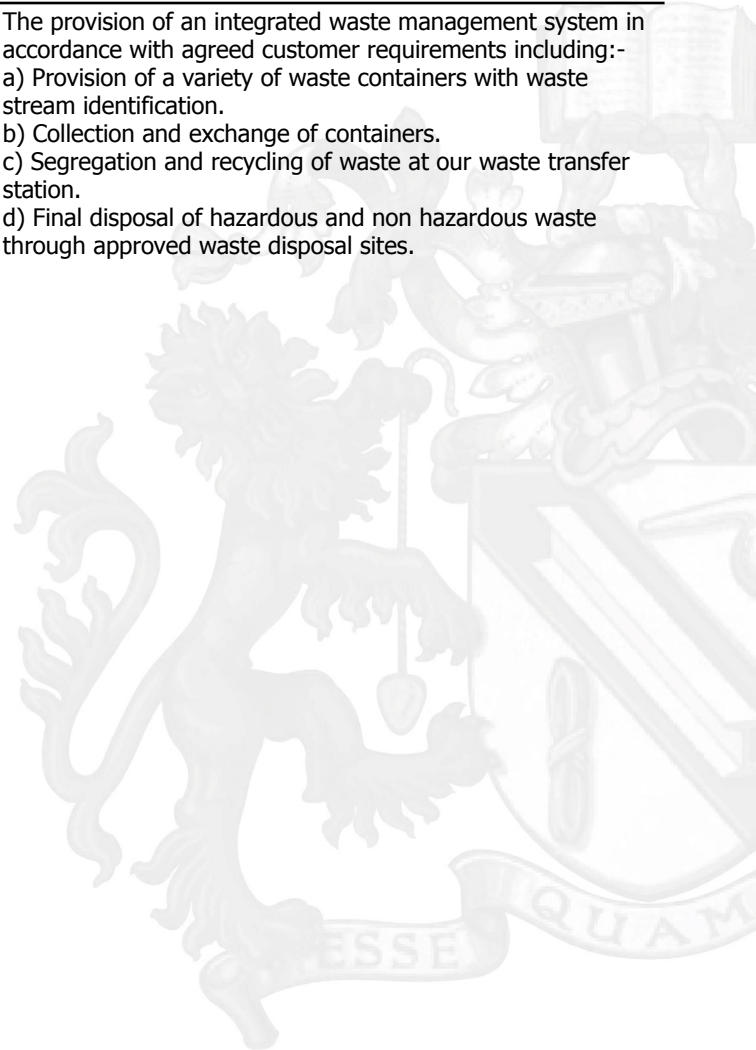 The provision of an integrated waste management system in
accordance with agreed customer requirements including:-
a) Provision of a variety of waste containers with waste
stream identification.
b) Collection and exchange of containers.
c) Segregation and recycling of waste at our waste transfer
station.
d) Final disposal of hazardous and non hazardous waste
through approved waste disposal sites.
ESSE QUAM